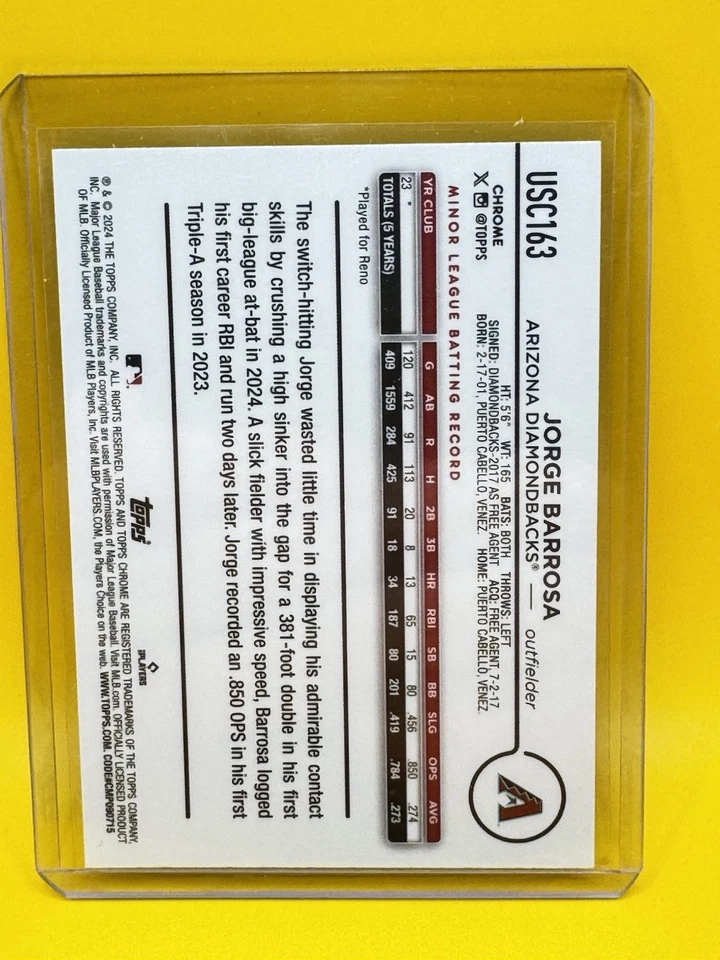 USC163
JORGE BARROSA
ARIZONA DIAMONDBACKS® — outfielder
CHROME
X @TOPPS
HT: 5'6" WT: 165 BATS: BOTH THROWS: LEFT
SIGNED: DIAMONDBACKS-2017 AS FREE AGENT ACQ: FREE AGENT, 7-2-17
BORN: 2-17-01, PUERTO CABELLO, VENEZ. HOME: PUERTO CABELLO, VENEZ.
MINOR LEAGUE BATTING RECORD
YR CLUB G AB R H 2B 3B HR RBI SB BB SLG OPS AVG
23 * 120 412 91 113 20 8 13 65 15 80 .456 .850 .274
TOTALS (5 YEARS) 409 1559 284 425 91 18 34 187 80 201 .419 .784 .273
*Played for Reno
The switch-hitting Jorge wasted little time in displaying his admirable contact
skills by crushing a high sinker into the gap for a 381-foot double in his first
big-league at-bat in 2024. A slick fielder with impressive speed, Barrosa logged
his first career RBI and run two days later. Jorge recorded an .850 OPS in his first
Triple-A season in 2023.
topps
PLAYERS
® & © 2024 THE TOPPS COMPANY, INC. ALL RIGHTS RESERVED. TOPPS AND TOPPS CHROME ARE REGISTERED TRADEMARKS OF THE TOPPS COMPANY,
INC. Major League Baseball trademarks and copyrights are used with permission of Major League Baseball. Visit MLB.com. OFFICIALLY LICENSED PRODUCT
OF MLB. Officially Licensed Product of MLB Players, Inc. Visit MLBPLAYERS.COM, the Players Choice on the web. WWW.TOPPS.COM. CODE#CMP090715